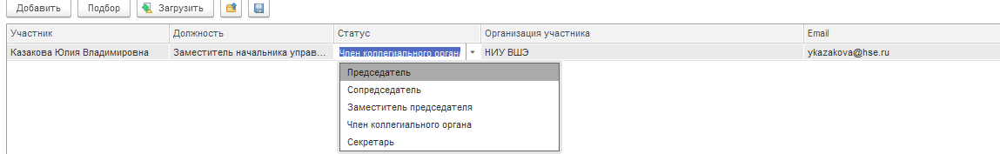 Добавить Подбор Загрузить
Участник Должность Статус Организация участника Email
Казакова Юлия Владимировна Заместитель начальника управ... Член коллегиального органа НИУ ВШЭ ykazakova@hse.ru
Председатель
Сопредседатель
Заместитель председателя
Член коллегиального органа
Секретарь